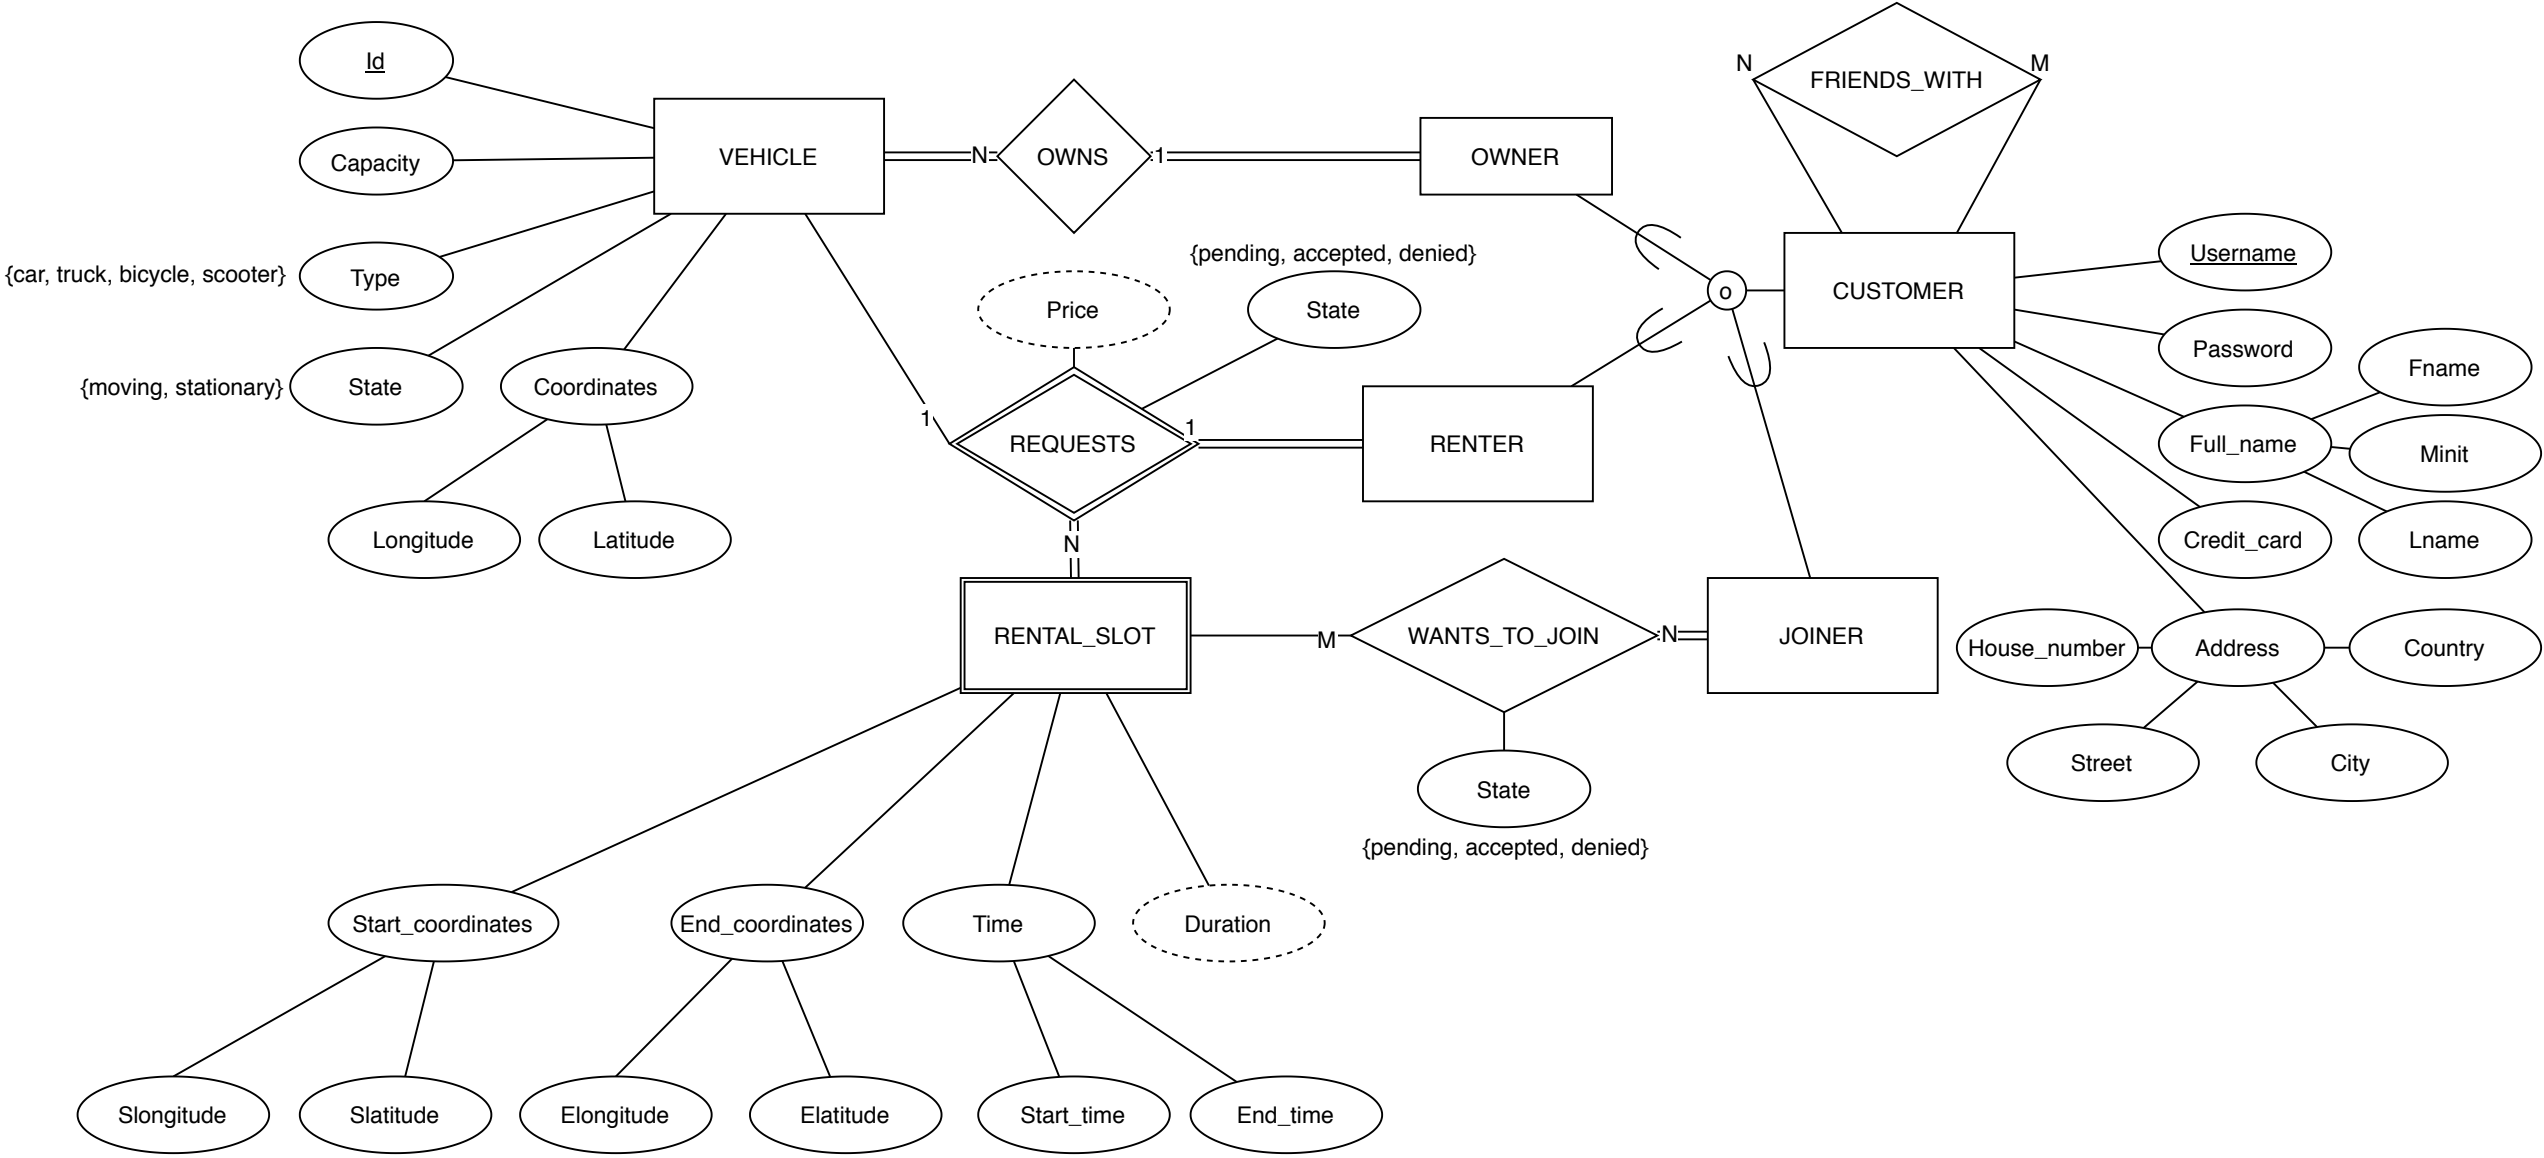 N
FRIENDS_WITH
M
Id
Capacity
VEHICLE
N
OWNS
1
OWNER
{car, truck, bicycle, scooter}
Type
{pending, accepted, denied}
Username
Price
State
o
CUSTOMER
Password
Fname
{moving, stationary}
State
Coordinates
1
REQUESTS
1
RENTER
Full_name
Minit
Longitude
Latitude
N
Credit_card
Lname
RENTAL_SLOT
M
WANTS_TO_JOIN
N
JOINER
House_number
Address
Country
Street
City
State
{pending, accepted, denied}
Start_coordinates
End_coordinates
Time
Duration
Slongitude
Slatitude
Elongitude
Elatitude
Start_time
End_time